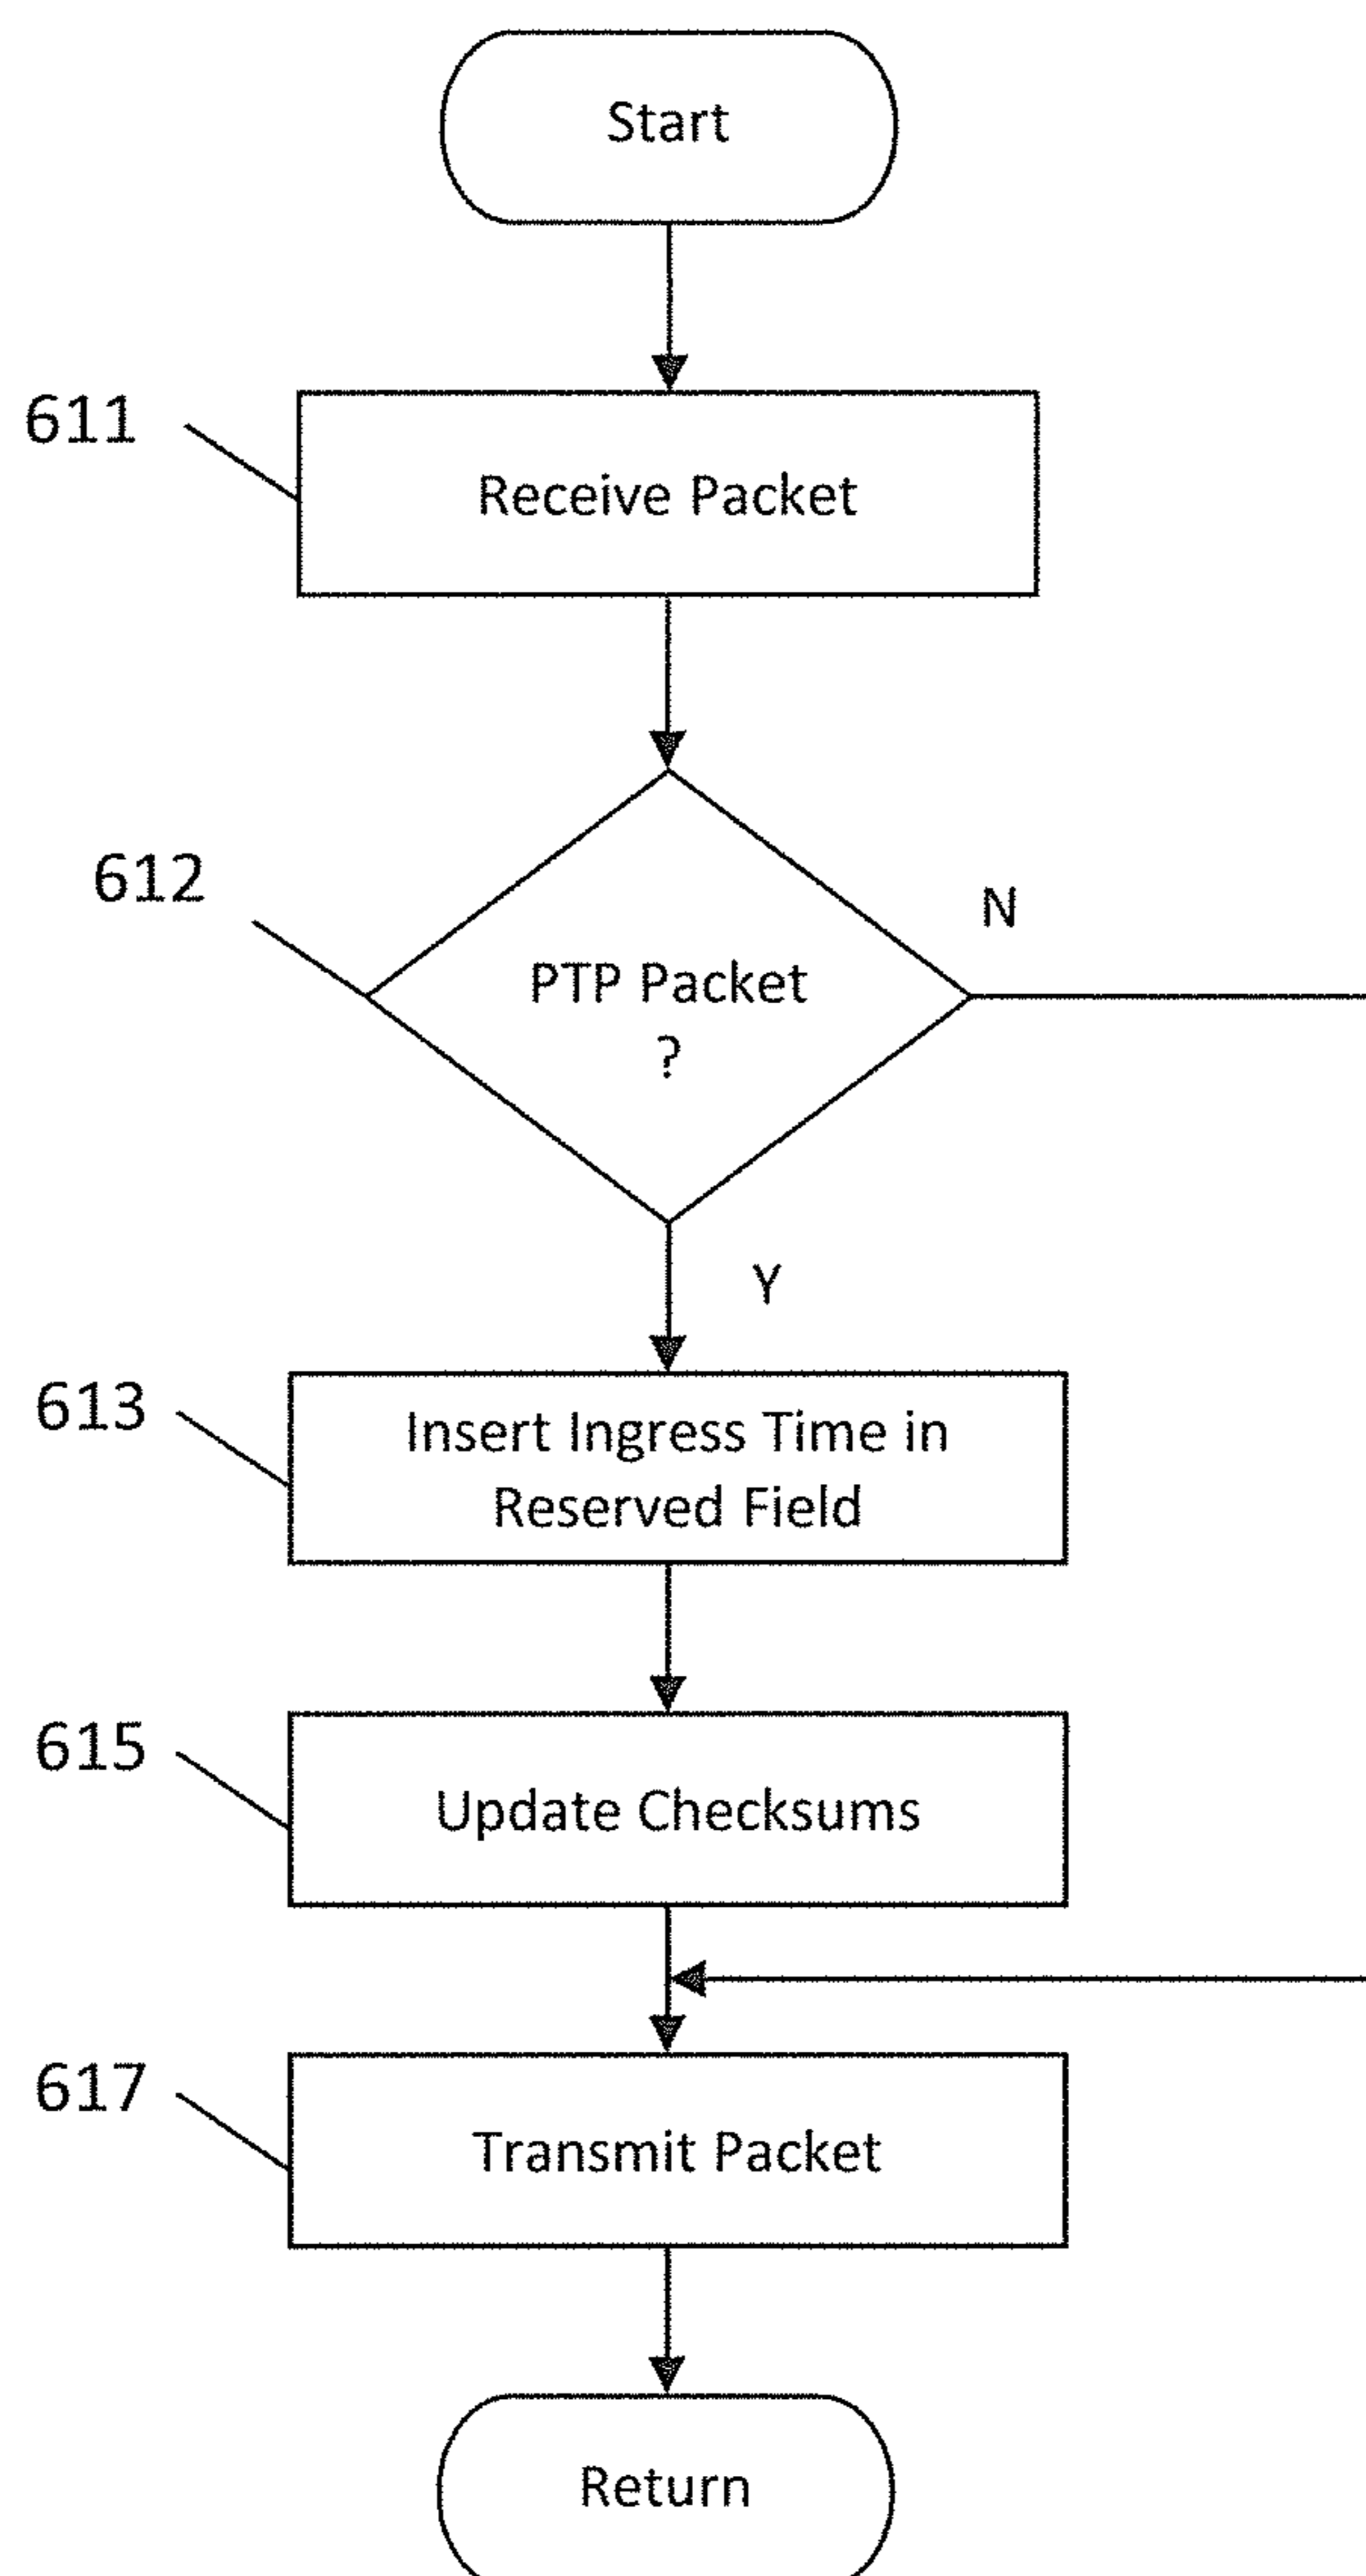 Start
611
Receive Packet
612
N
PTP Packet
?
Y
613
Insert Ingress Time in
Reserved Field
615
Update Checksums
617
Transmit Packet
Return